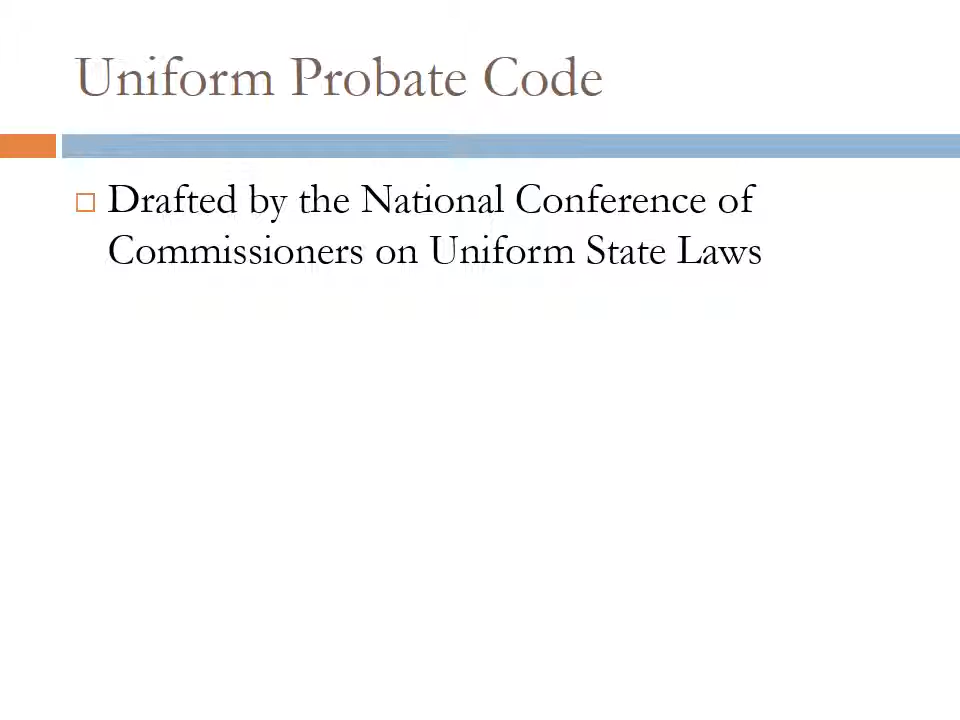 Uniform Probate Code
Drafted by the National Conference of
Commissioners on Uniform State Laws